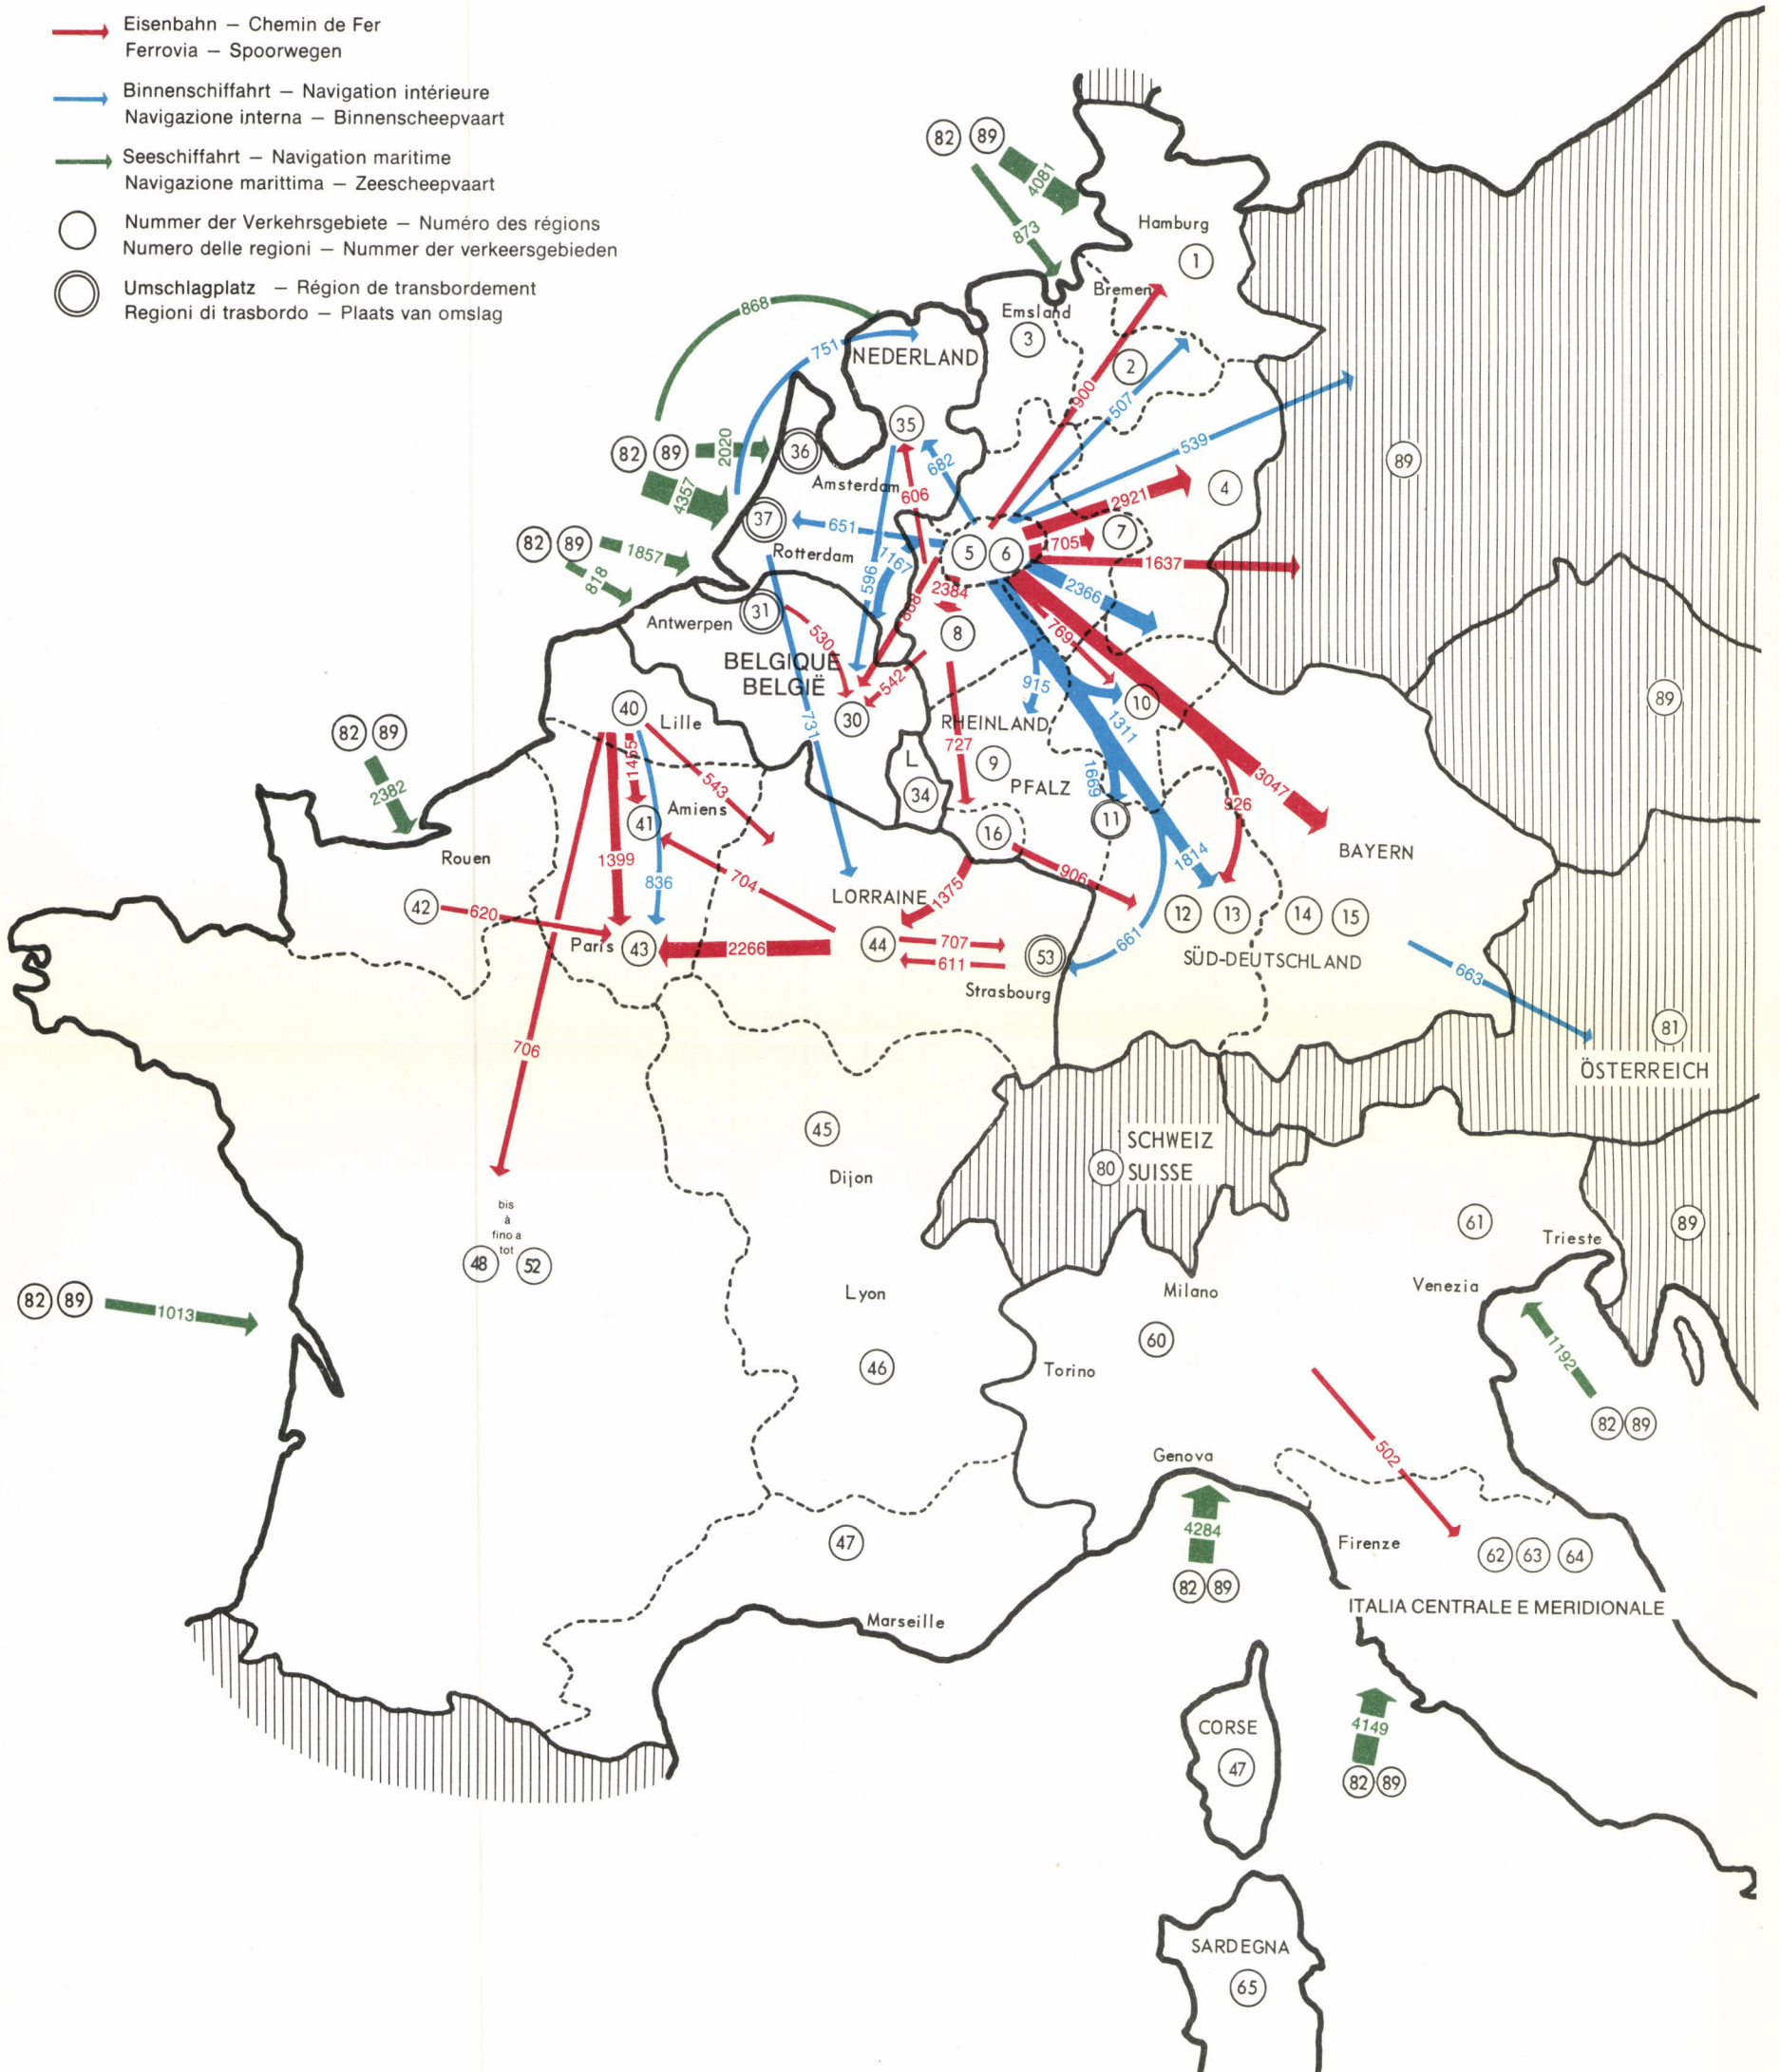 Eisenbahn – Chemin de Fer
Ferrovia – Spoorwegen
Binnenschiffahrt – Navigation intérieure
Navigazione interna – Binnenscheepvaart
Seeschiffahrt – Navigation maritime
Navigazione marittima – Zeescheepvaart
Nummer der Verkehrsgebiete – Numéro des régions
Numero delle regioni – Nummer der verkeersgebieden
Umschlagplatz – Région de transbordement
Regioni di trasbordo – Plaats van omslag
82 89
4081
873
Hamburg
1
Bremen
Emsland
3
2
868
751
NEDERLAND
900
507
539
89
35
82 89
2020
36
682
Amsterdam
606
2921
4
4357
37
651
7
705
82 89
1857
Rotterdam
1167
5 6
1637
818
596
2384
2366
868
31
Antwerpen
530
8
769
BELGIQUE
BELGIË
542
915
89
40
Lille
30
731
RHEINLAND
10
1311
82 89
1455
543
727
L
9
PFALZ
1669
3047
2382
34
926
41
Amiens
16
11
Rouen
1399
836
704
906
1814
BAYERN
LORRAINE
1375
42
620
12 13 14 15
Paris
43
2266
44
707
611
53
661
SÜD-DEUTSCHLAND
663
Strasbourg
81
706
ÖSTERREICH
45
SCHWEIZ
80
SUISSE
Dijon
bis
à
fino a
tot
48 52
61
89
Trieste
Venezia
Lyon
Milano
82 89
1013
60
1192
46
Torino
82 89
502
Genova
4284
47
Firenze
62 63 64
82 89
ITALIA CENTRALE E MERIDIONALE
Marseille
CORSE
47
4149
82 89
SARDEGNA
65